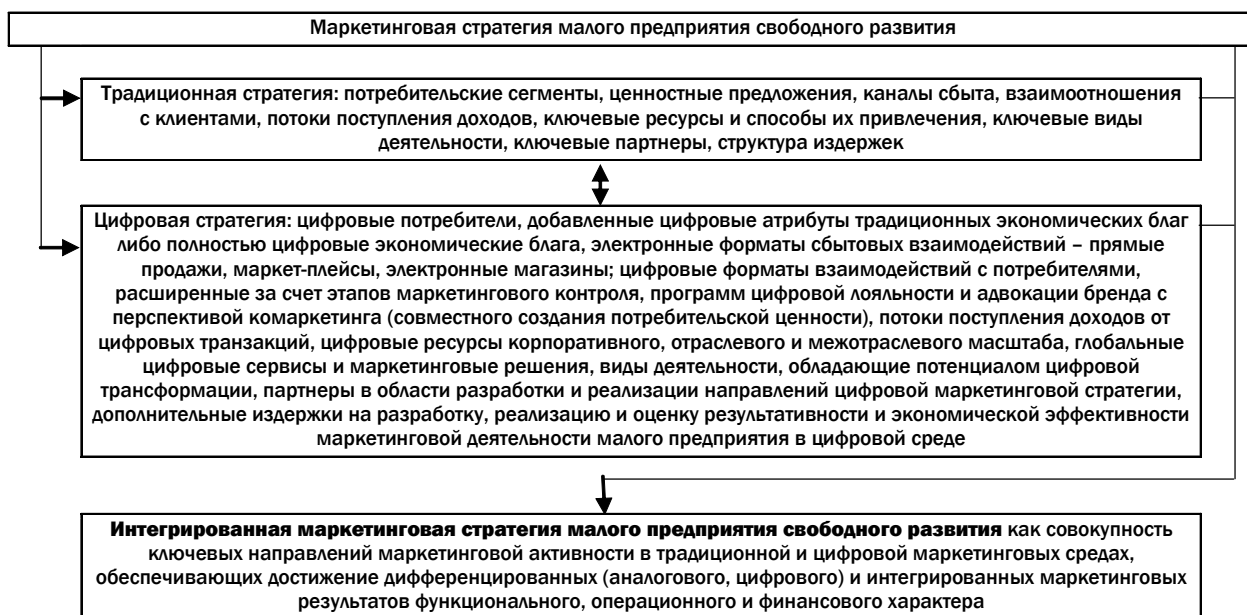 Маркетинговая стратегия малого предприятия свободного развития
Традиционная стратегия: потребительские сегменты, ценностные предложения, каналы сбыта, взаимоотношения
с клиентами, потоки поступления доходов, ключевые ресурсы и способы их привлечения, ключевые виды
деятельности, ключевые партнеры, структура издержек
Цифровая стратегия: цифровые потребители, добавленные цифровые атрибуты традиционных экономических благ
либо полностью цифровые экономические блага, электронные форматы сбытовых взаимодействий – прямые
продажи, маркет-плейсы, электронные магазины; цифровые форматы взаимодействий с потребителями,
расширенные за счет этапов маркетингового контроля, программ цифровой лояльности и адвокации бренда с
перспективой комаркетинга (совместного создания потребительской ценности), потоки поступления доходов от
цифровых транзакций, цифровые ресурсы корпоративного, отраслевого и межотраслевого масштаба, глобальные
цифровые сервисы и маркетинговые решения, виды деятельности, обладающие потенциалом цифровой
трансформации, партнеры в области разработки и реализации направлений цифровой маркетинговой стратегии,
дополнительные издержки на разработку, реализацию и оценку результативности и экономической эффективности
маркетинговой деятельности малого предприятия в цифровой среде
Интегрированная маркетинговая стратегия малого предприятия свободного развития как совокупность
ключевых направлений маркетинговой активности в традиционной и цифровой маркетинговых средах,
обеспечивающих достижение дифференцированных (аналогового, цифрового) и интегрированных маркетинговых
результатов функционального, операционного и финансового характера